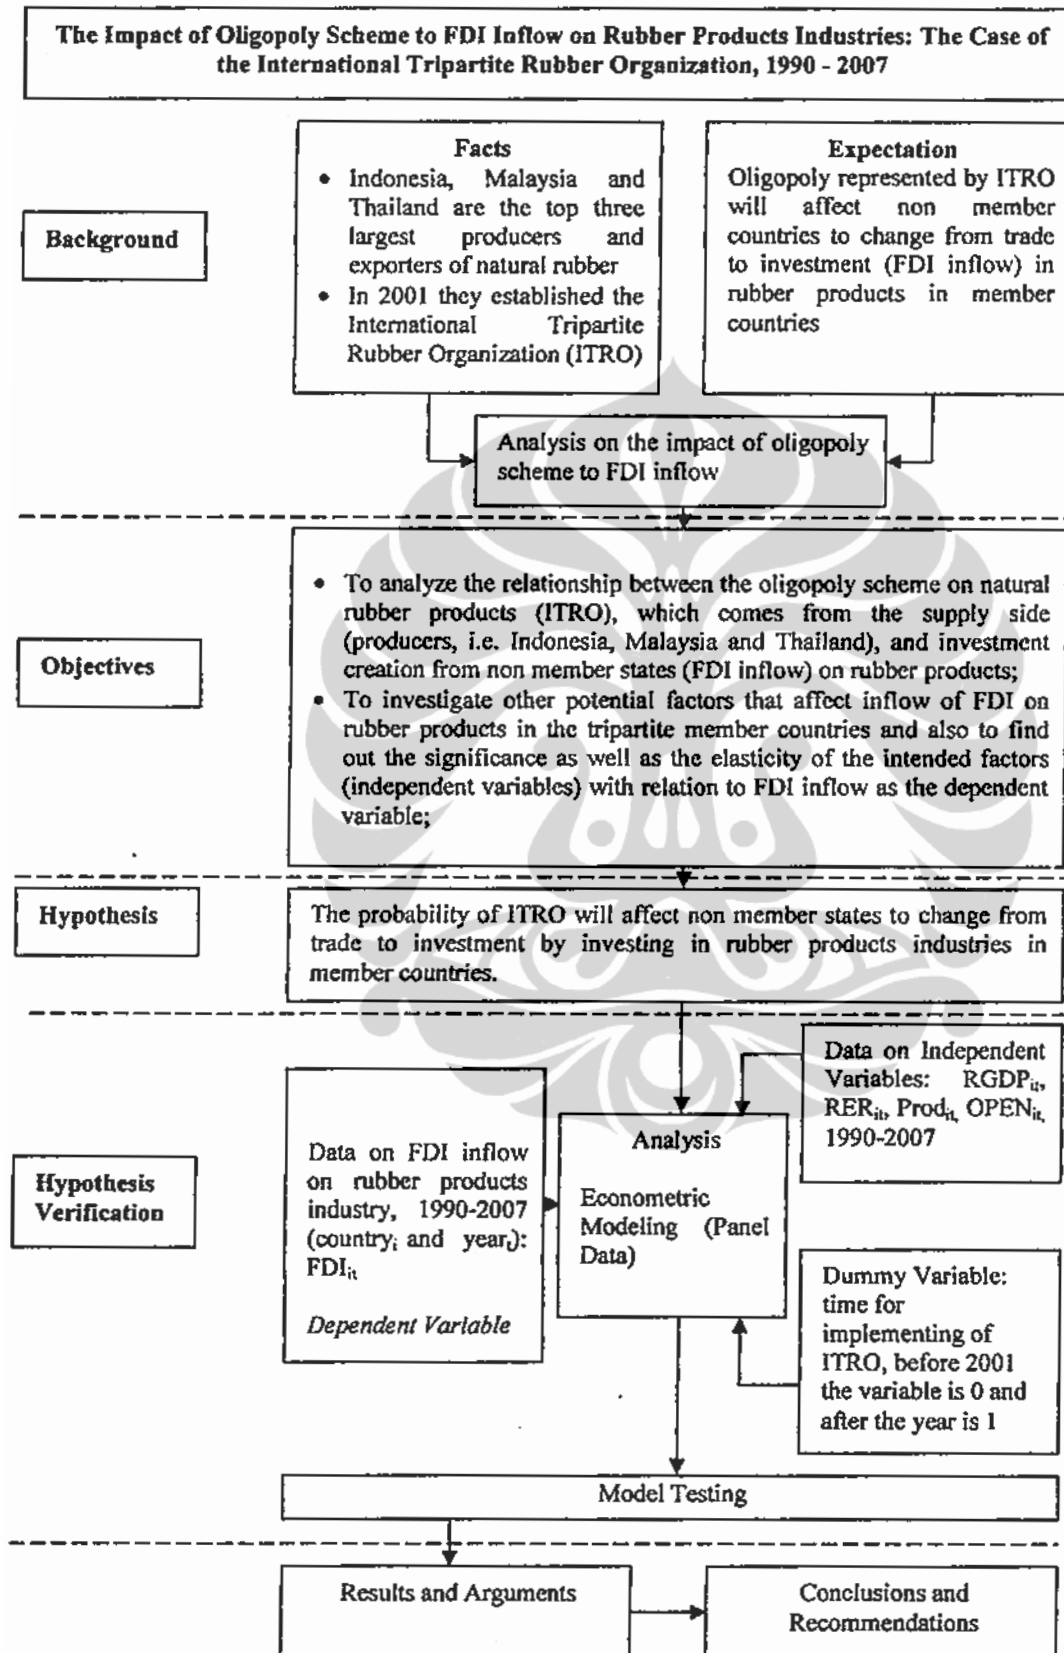 The Impact of Oligopoly Scheme to FDI Inflow on Rubber Products Industries: The Case of
the International Tripartite Rubber Organization, 1990 - 2007
Background
Facts
• Indonesia, Malaysia and
Thailand are the top three
largest producers and
exporters of natural rubber
• In 2001 they established the
International Tripartite
Rubber Organization (ITRO)
Expectation
Oligopoly represented by ITRO
will affect non member
countries to change from trade
to investment (FDI inflow) in
rubber products in member
countries
Analysis on the impact of oligopoly
scheme to FDI inflow
Objectives
• To analyze the relationship between the oligopoly scheme on natural
rubber products (ITRO), which comes from the supply side
(producers, i.e. Indonesia, Malaysia and Thailand), and investment
creation from non member states (FDI inflow) on rubber products;
• To investigate other potential factors that affect inflow of FDI on
rubber products in the tripartite member countries and also to find
out the significance as well as the elasticity of the intended factors
(independent variables) with relation to FDI inflow as the dependent
variable;
Hypothesis
The probability of ITRO will affect non member states to change from
trade to investment by investing in rubber products industries in
member countries.
Hypothesis
Verification
Data on FDI inflow
on rubber products
industry, 1990-2007
(country_i and year_t):
FDI_it
Dependent Variable
Analysis
Econometric
Modeling (Panel
Data)
Data on Independent
Variables: RGDP_it,
RER_it, Prod_it, OPEN_it,
1990-2007
Dummy Variable:
time for
implementing of
ITRO, before 2001
the variable is 0 and
after the year is 1
Model Testing
Results and Arguments
Conclusions and
Recommendations